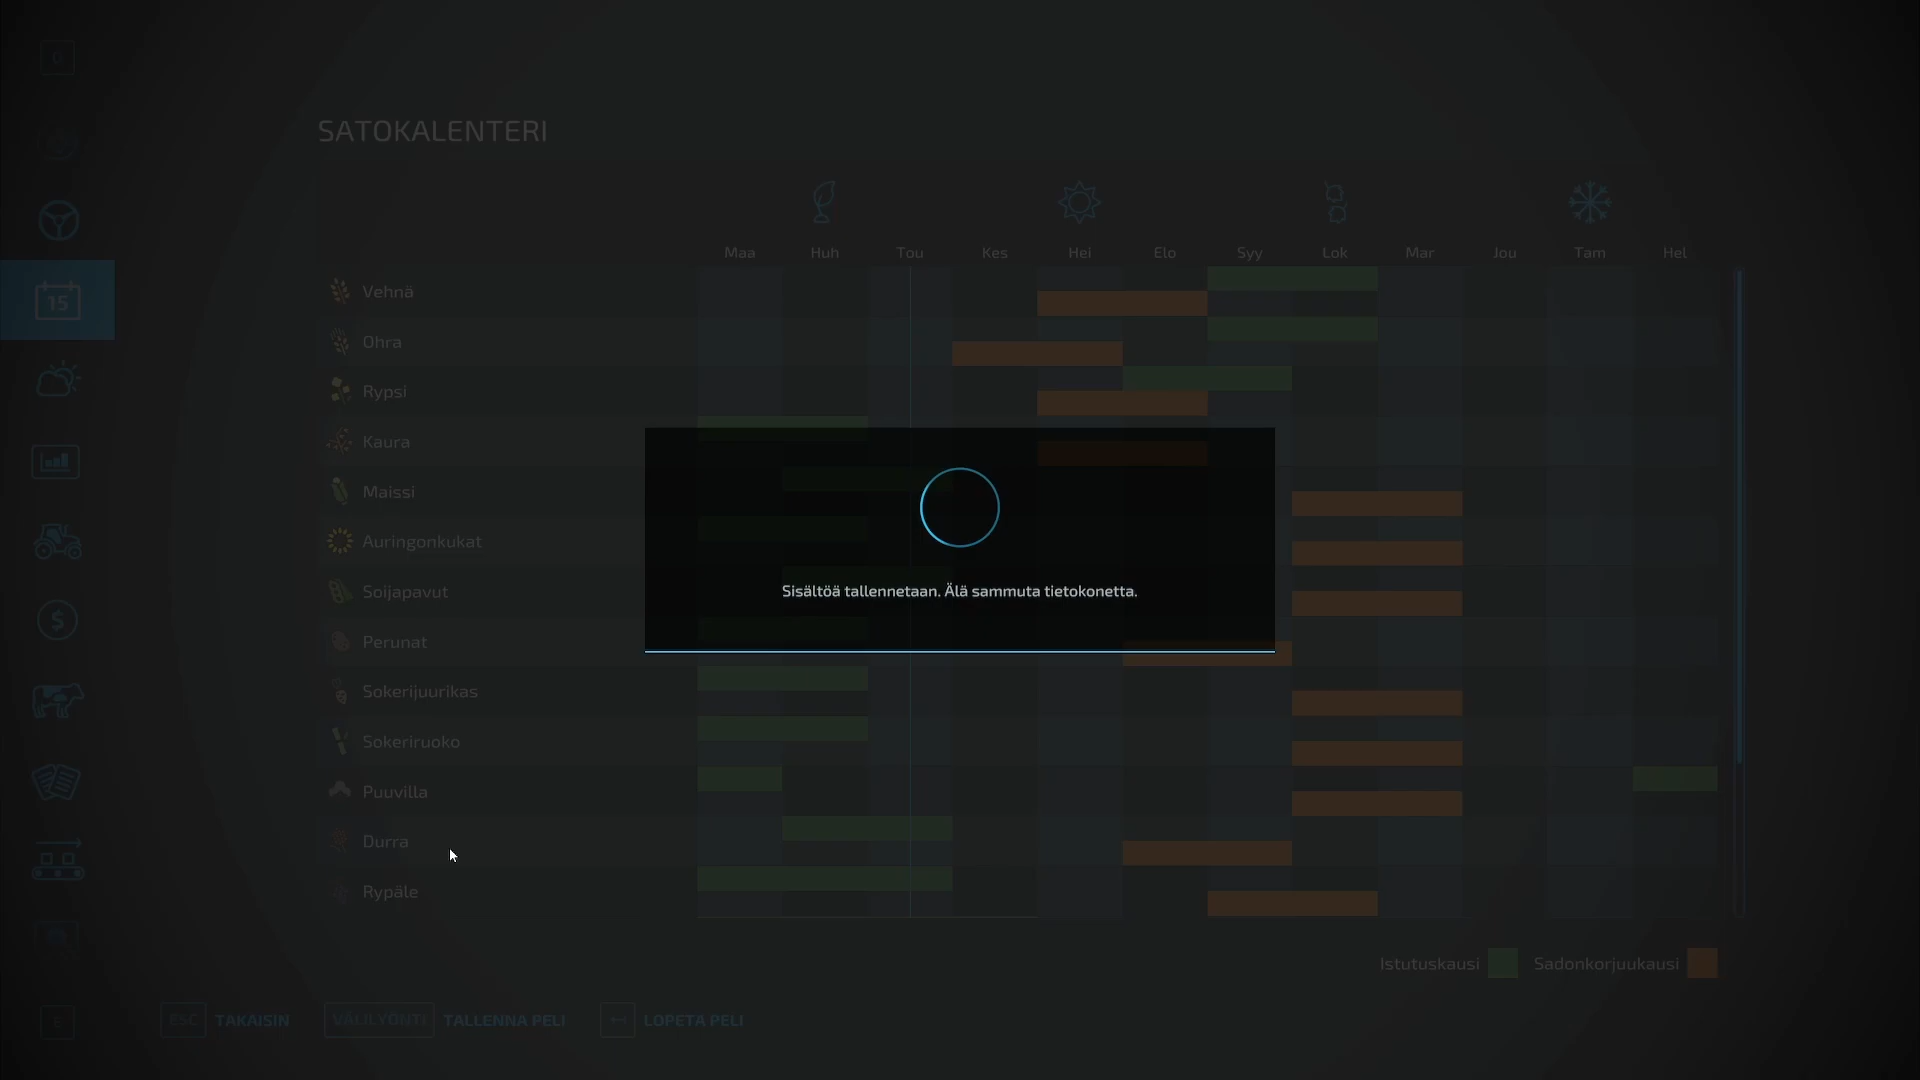 Q
SATOKALENTERI
Maa Huh Tou Kes Hei Elo Syy Lok Mar Jou Tam Hel
15
Vehnä
Ohra
Rypsi
Kaura
Maissi
Auringonkukat
Soijapavut
Perunat
Sokerijuurikas
Sokeriruoko
Puuvilla
Durra
Rypäle
Sisältöä tallennetaan. Älä sammuta tietokonetta.
$
Istutuskausi Sadonkorjuukausi
E
ESC TAKAISIN VÄLILYÖNTI TALLENNA PELI LOPETA PELI